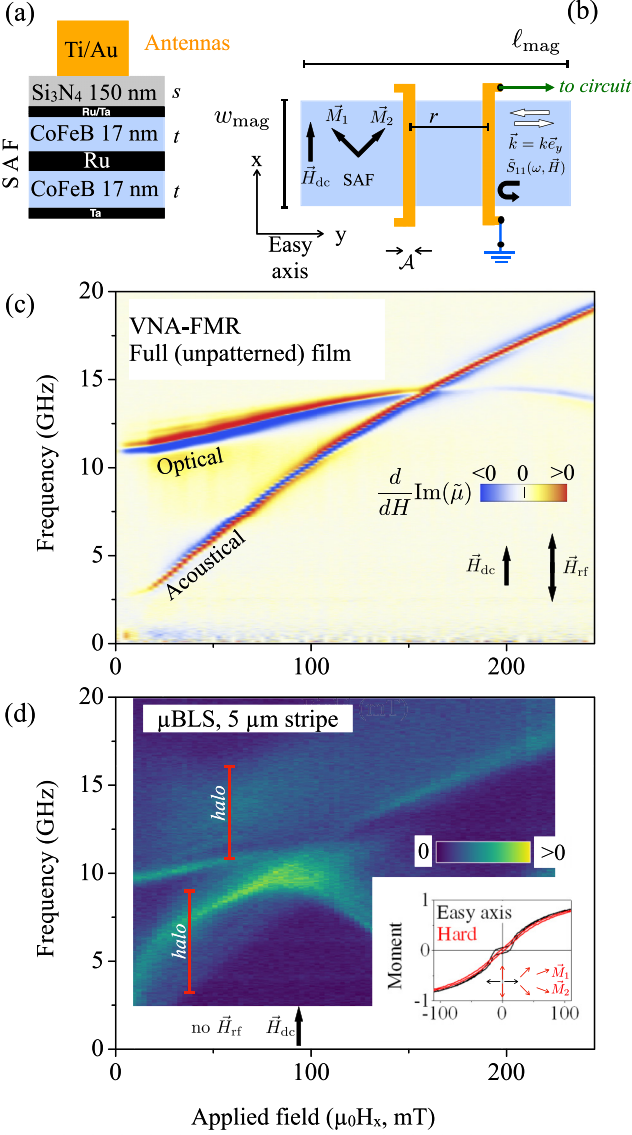 (a)
Ti/Au
Antennas
Si₃N₄ 150 nm
s
Ru/Ta
CoFeB 17 nm
t
Ru
CoFeB 17 nm
t
Ta
SAF
(b)
ℓmag
to circuit
wmag
M⃗₁
M⃗₂
r
H⃗dc
SAF
k⃗ = ke⃗y
S̃₁₁(ω, H⃗)
x
y
Easy
axis
𝒜
(c)
VNA-FMR
Full (unpatterned) film
Optical
Acoustical
d/dH Im(μ̃)
<0 0 >0
H⃗dc
H⃗rf
Frequency (GHz)
20
15
10
5
0
0 100 200
(d)
μBLS, 5 μm stripe
halo
halo
0 >0
Frequency (GHz)
20
15
10
5
0
1
0
-1
Moment
Easy axis
Hard
M⃗₁
M⃗₂
-100 0 100
no H⃗rf
H⃗dc
0 100 200
Applied field (μ₀Hₓ, mT)